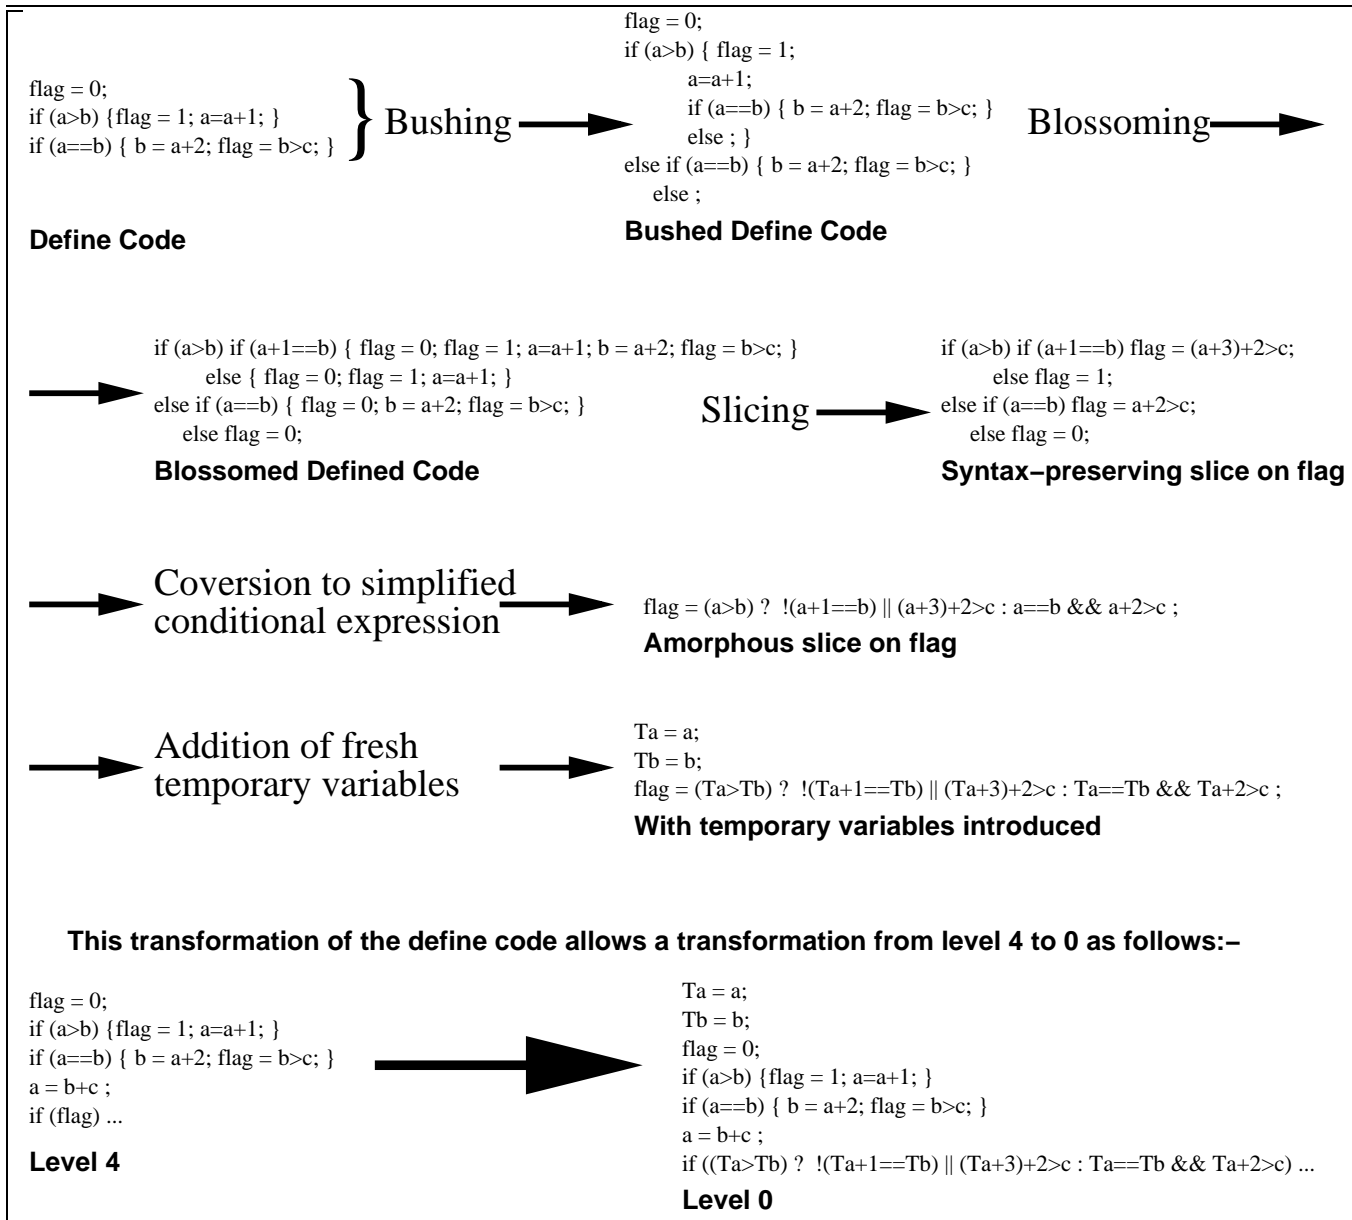 flag = 0;
if (a>b) {flag = 1; a=a+1; }
if (a==b) { b = a+2; flag = b>c; }
}
Bushing
Define Code
flag = 0;
if (a>b) { flag = 1;
a=a+1;
if (a==b) { b = a+2; flag = b>c; }
else ; }
else if (a==b) { b = a+2; flag = b>c; }
else ;
Bushed Define Code
Blossoming
if (a>b) if (a+1==b) { flag = 0; flag = 1; a=a+1; b = a+2; flag = b>c; }
else { flag = 0; flag = 1; a=a+1; }
else if (a==b) { flag = 0; b = a+2; flag = b>c; }
else flag = 0;
Blossomed Defined Code
Slicing
if (a>b) if (a+1==b) flag = (a+3)+2>c;
else flag = 1;
else if (a==b) flag = a+2>c;
else flag = 0;
Syntax−preserving slice on flag
Coversion to simplified
conditional expression
flag = (a>b) ? !(a+1==b) || (a+3)+2>c : a==b && a+2>c ;
Amorphous slice on flag
Addition of fresh
temporary variables
Ta = a;
Tb = b;
flag = (Ta>Tb) ? !(Ta+1==Tb) || (Ta+3)+2>c : Ta==Tb && Ta+2>c ;
With temporary variables introduced
This transformation of the define code allows a transformation from level 4 to 0 as follows:−
flag = 0;
if (a>b) {flag = 1; a=a+1; }
if (a==b) { b = a+2; flag = b>c; }
a = b+c ;
if (flag) ...
Level 4
Ta = a;
Tb = b;
flag = 0;
if (a>b) {flag = 1; a=a+1; }
if (a==b) { b = a+2; flag = b>c; }
a = b+c ;
if ((Ta>Tb) ? !(Ta+1==Tb) || (Ta+3)+2>c : Ta==Tb && Ta+2>c) ...
Level 0